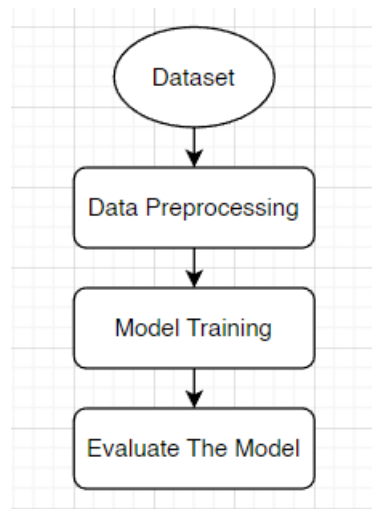 Dataset
Data Preprocessing
Model Training
Evaluate The Model